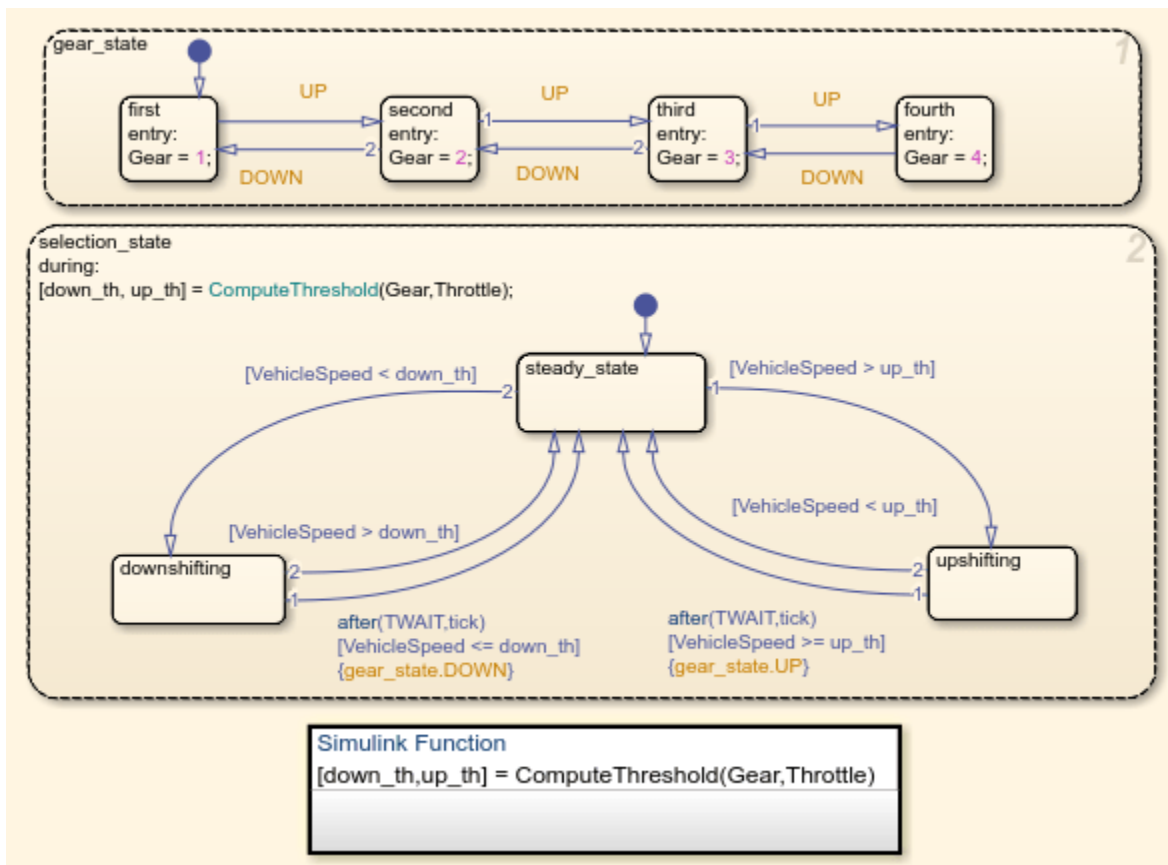 gear_state
1
first
entry:
Gear = 1;
UP
DOWN
2
second
entry:
Gear = 2;
1
UP
DOWN
2
third
entry:
Gear = 3;
1
UP
DOWN
fourth
entry:
Gear = 4;
selection_state
2
during:
[down_th, up_th] = ComputeThreshold(Gear,Throttle);
[VehicleSpeed < down_th]
2
steady_state
1
[VehicleSpeed > up_th]
[VehicleSpeed > down_th]
[VehicleSpeed < up_th]
downshifting
2
1
upshifting
2
1
after(TWAIT,tick)
[VehicleSpeed <= down_th]
{gear_state.DOWN}
after(TWAIT,tick)
[VehicleSpeed >= up_th]
{gear_state.UP}
Simulink Function
[down_th,up_th] = ComputeThreshold(Gear,Throttle)